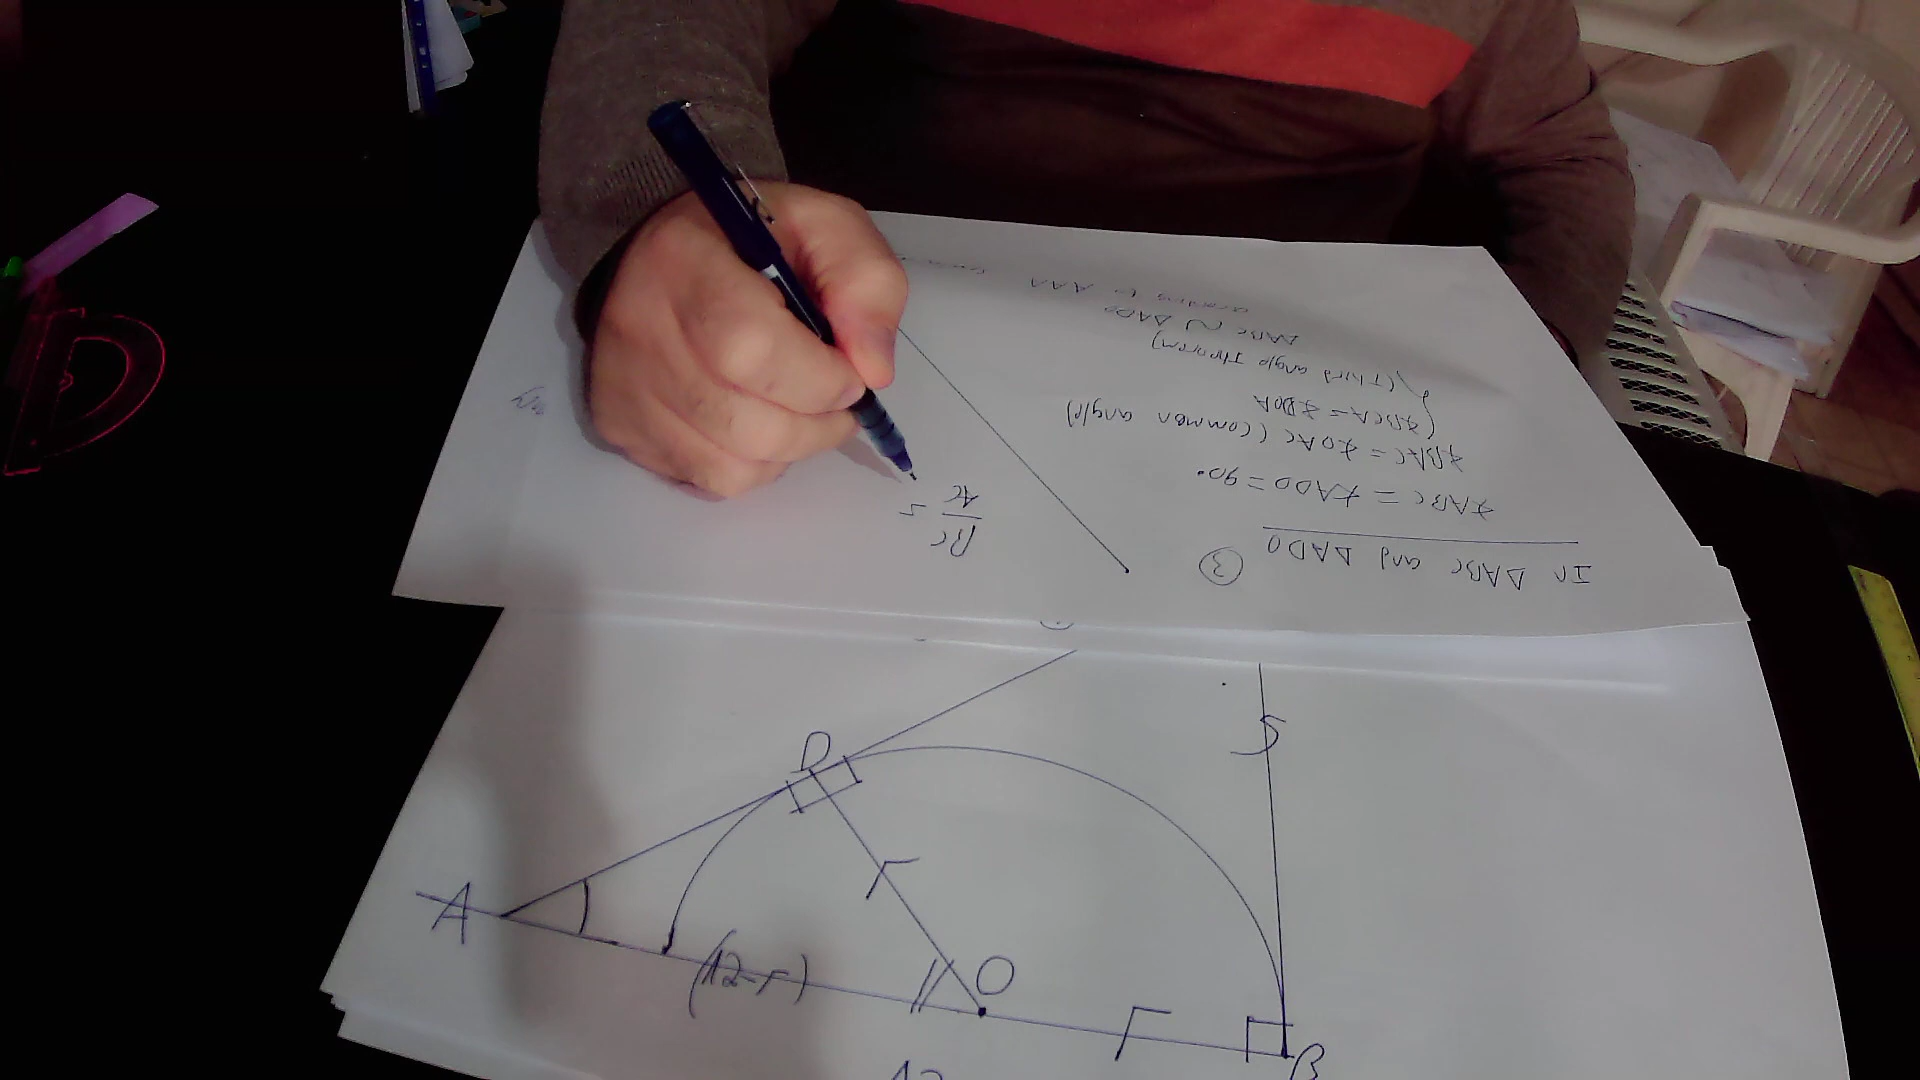 In ΔABC and ΔADO
③
∡ABC = ∡ADO = 90°
∡BAC = ∡OAC (common angle)
∡BCA = ∡DOA
(Third angle Theorem)
ΔABC ~ ΔADO
according to AAA
BC
AC
=
D
5
r
A
(12-r)
O
r
B
12